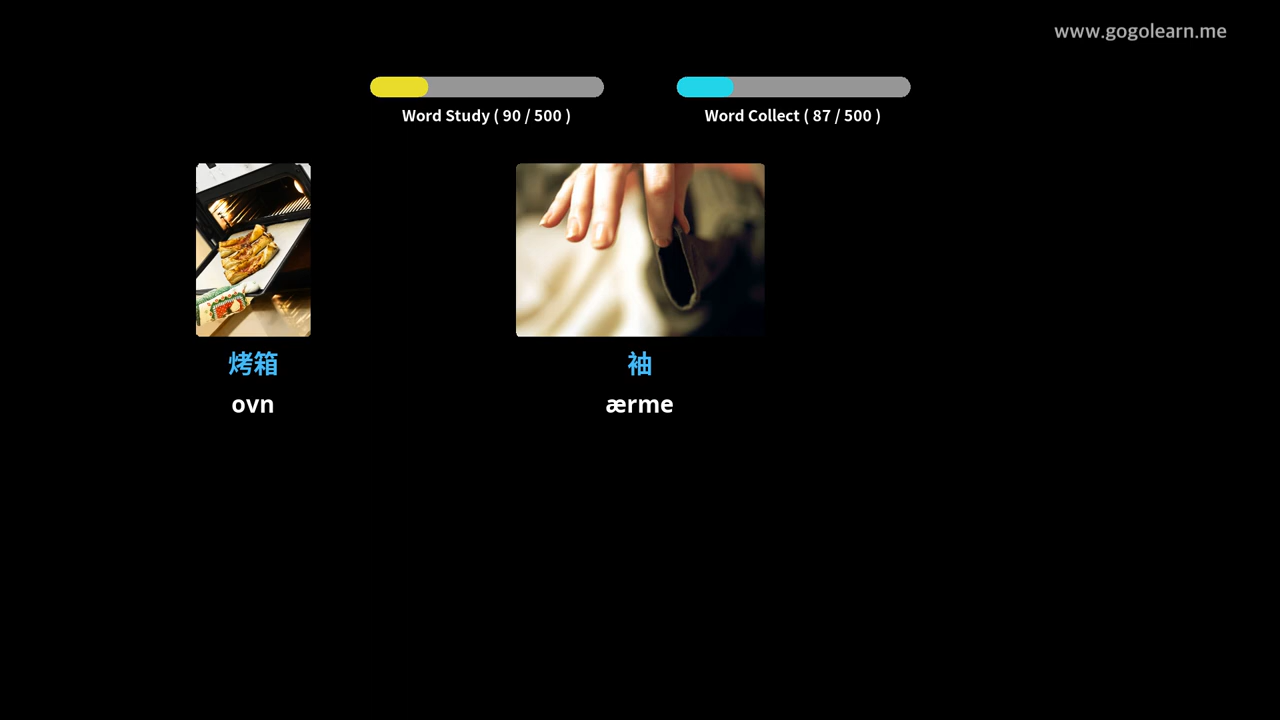 www.gogolearn.me
Word Study ( 90 / 500 )
Word Collect ( 87 / 500 )
烤箱
ovn
袖
ærme